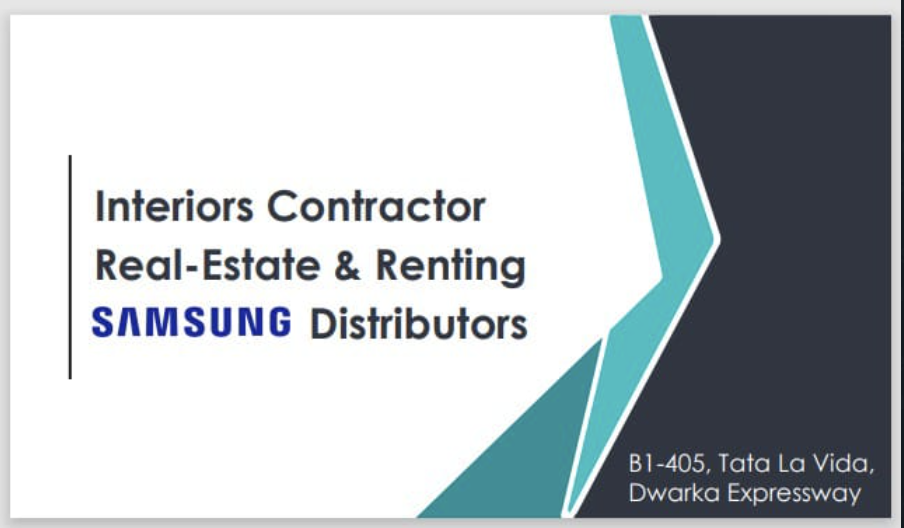 Interiors Contractor
Real-Estate & Renting
SAMSUNG Distributors
B1-405, Tata La Vida,
Dwarka Expressway